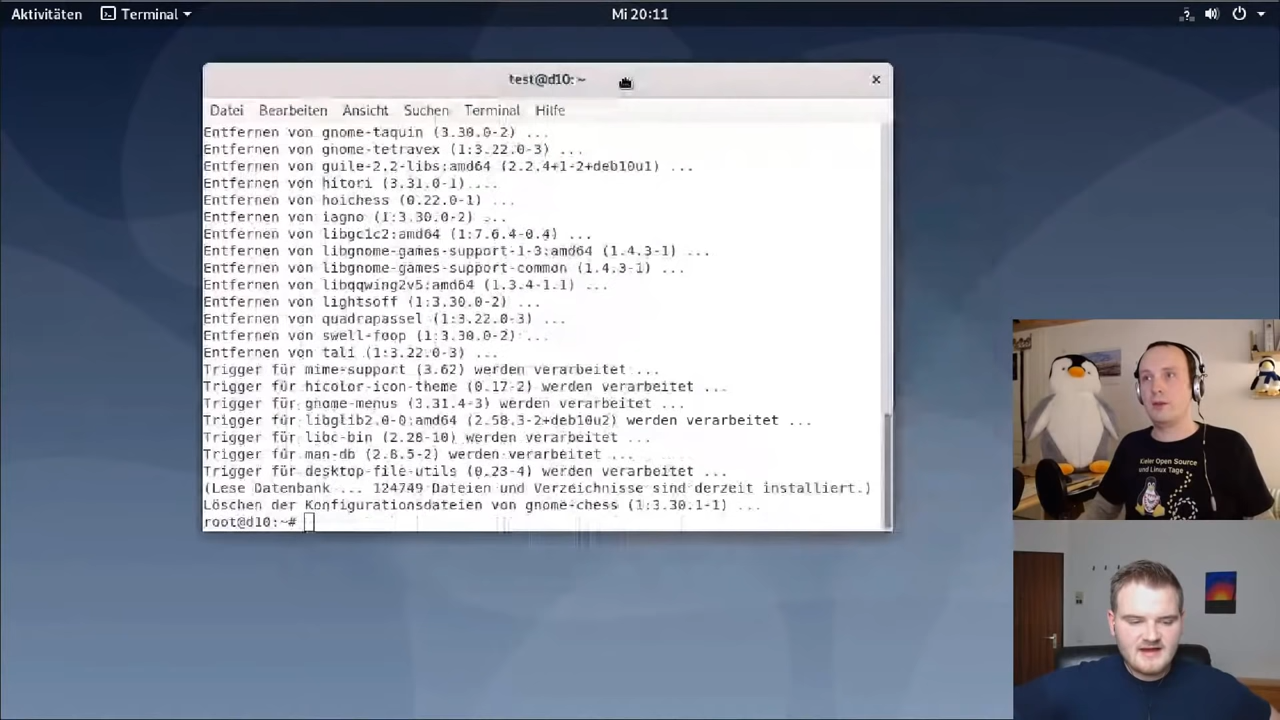 Aktivitäten Terminal Mi 20:11
test@d10: ~
Datei Bearbeiten Ansicht Suchen Terminal Hilfe
Entfernen von gnome-taquin (3.30.0-2) ...
Entfernen von gnome-tetravex (1:3.22.0-3) ...
Entfernen von guile-2.2-libs:amd64 (2.2.4+1-2+deb10u1) ...
Entfernen von hitori (3.31.0-1) ...
Entfernen von hoichess (0.22.0-1) ...
Entfernen von iagno (1:3.30.0-2) ...
Entfernen von libgc1c2:amd64 (1:7.6.4-0.4) ...
Entfernen von libgnome-games-support-1-3:amd64 (1.4.3-1) ...
Entfernen von libgnome-games-support-common (1.4.3-1) ...
Entfernen von libqqwing2v5:amd64 (1.3.4-1.1) ...
Entfernen von lightsoff (1:3.30.0-2) ...
Entfernen von quadrapassel (1:3.22.0-3) ...
Entfernen von swell-foop (1:3.30.0-2) ...
Entfernen von tali (1:3.22.0-3) ...
Trigger für mime-support (3.62) werden verarbeitet ...
Trigger für hicolor-icon-theme (0.17-2) werden verarbeitet ...
Trigger für gnome-menus (3.31.4-3) werden verarbeitet ...
Trigger für libglib2.0-0:amd64 (2.58.3-2+deb10u2) werden verarbeitet ...
Trigger für libc-bin (2.28-10) werden verarbeitet ...
Trigger für man-db (2.8.5-2) werden verarbeitet ...
Trigger für desktop-file-utils (0.23-4) werden verarbeitet ...
(Lese Datenbank ... 124749 Dateien und Verzeichnisse sind derzeit installiert.)
Löschen der Konfigurationsdateien von gnome-chess (1:3.30.1-1) ...
root@d10:~#
Kieler Open Source
und Linux Tage